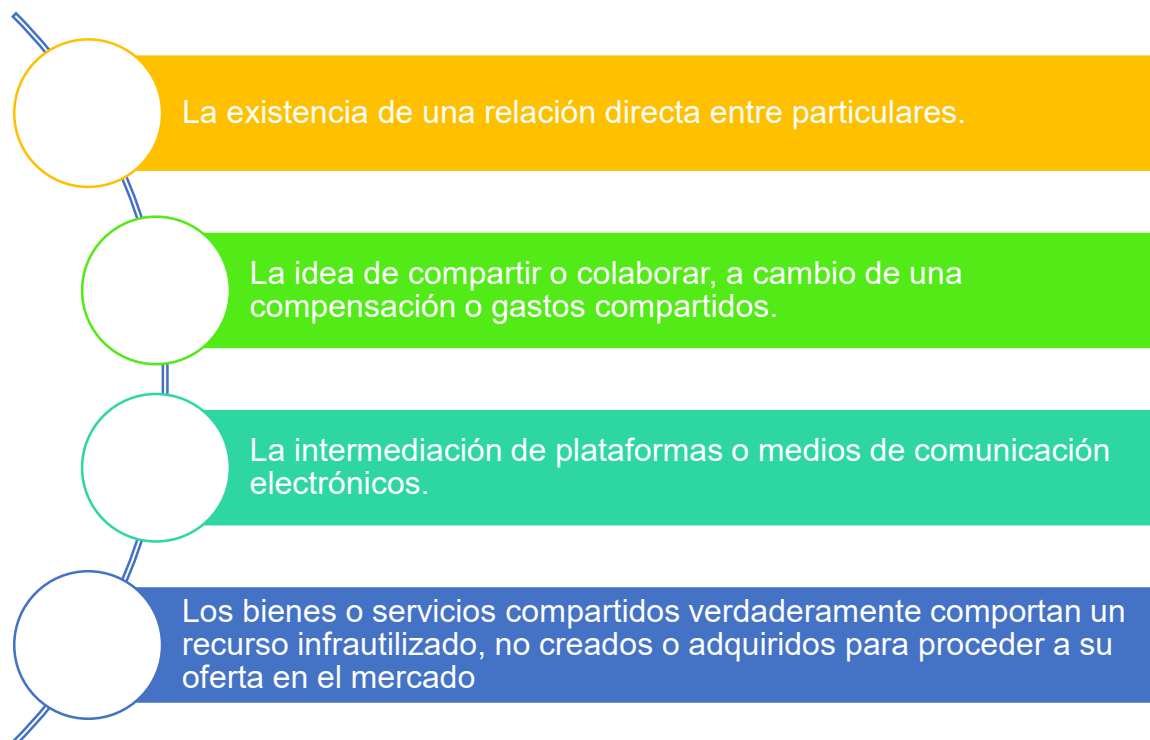 La existencia de una relación directa entre particulares.
La idea de compartir o colaborar, a cambio de una
compensación o gastos compartidos.
La intermediación de plataformas o medios de comunicación
electrónicos.
Los bienes o servicios compartidos verdaderamente comportan un
recurso infrautilizado, no creados o adquiridos para proceder a su
oferta en el mercado